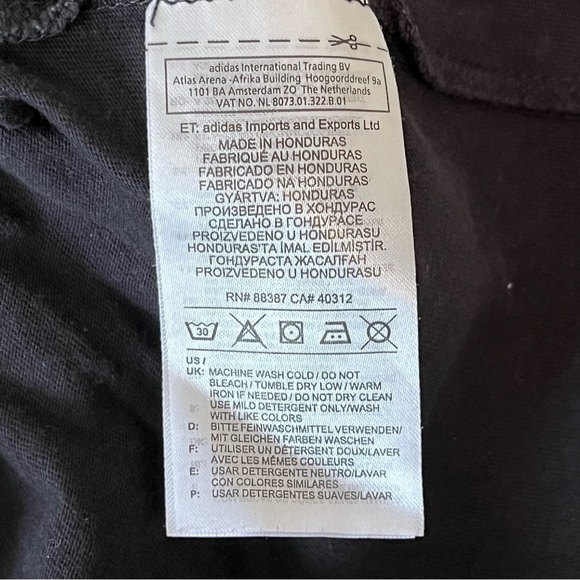 adidas International Trading BV
Atlas Arena -Afrika Building Hoogoorddreef 9a
1101 BA Amsterdam ZO The Netherlands
VAT NO. NL 8073.01.322.B.01
ET: adidas Imports and Exports Ltd
MADE IN HONDURAS
FABRIQUÉ AU HONDURAS
FABRICADO EN HONDURAS
FABRICADO NA HONDURAS
GYÁRTVA: HONDURAS
ПРОИЗВЕДЕНО В ХОНДУРАС
СДЕЛАНО В ГОНДУРАСЕ
PROIZVEDENO U HONDURASU
HONDURAS'TA İMAL EDİLMİŞTİR.
ГОНДУРАСТА ЖАСАЛҒАН
PROIZVEDENO U HONDURASU
RN# 88387 CA# 40312
30
US /
UK: MACHINE WASH COLD / DO NOT
BLEACH / TUMBLE DRY LOW / WARM
IRON IF NEEDED / DO NOT DRY CLEAN
USE MILD DETERGENT ONLY/WASH
WITH LIKE COLORS
D: BITTE FEINWASCHMITTEL VERWENDEN/
MIT GLEICHEN FARBEN WASCHEN
F: UTILISER UN DÉTERGENT DOUX/LAVER
AVEC LES MÊMES COULEURS
E: USAR DETERGENTE NEUTRO/LAVAR
CON COLORES SIMILARES
P: USAR DETERGENTES SUAVES/LAVAR